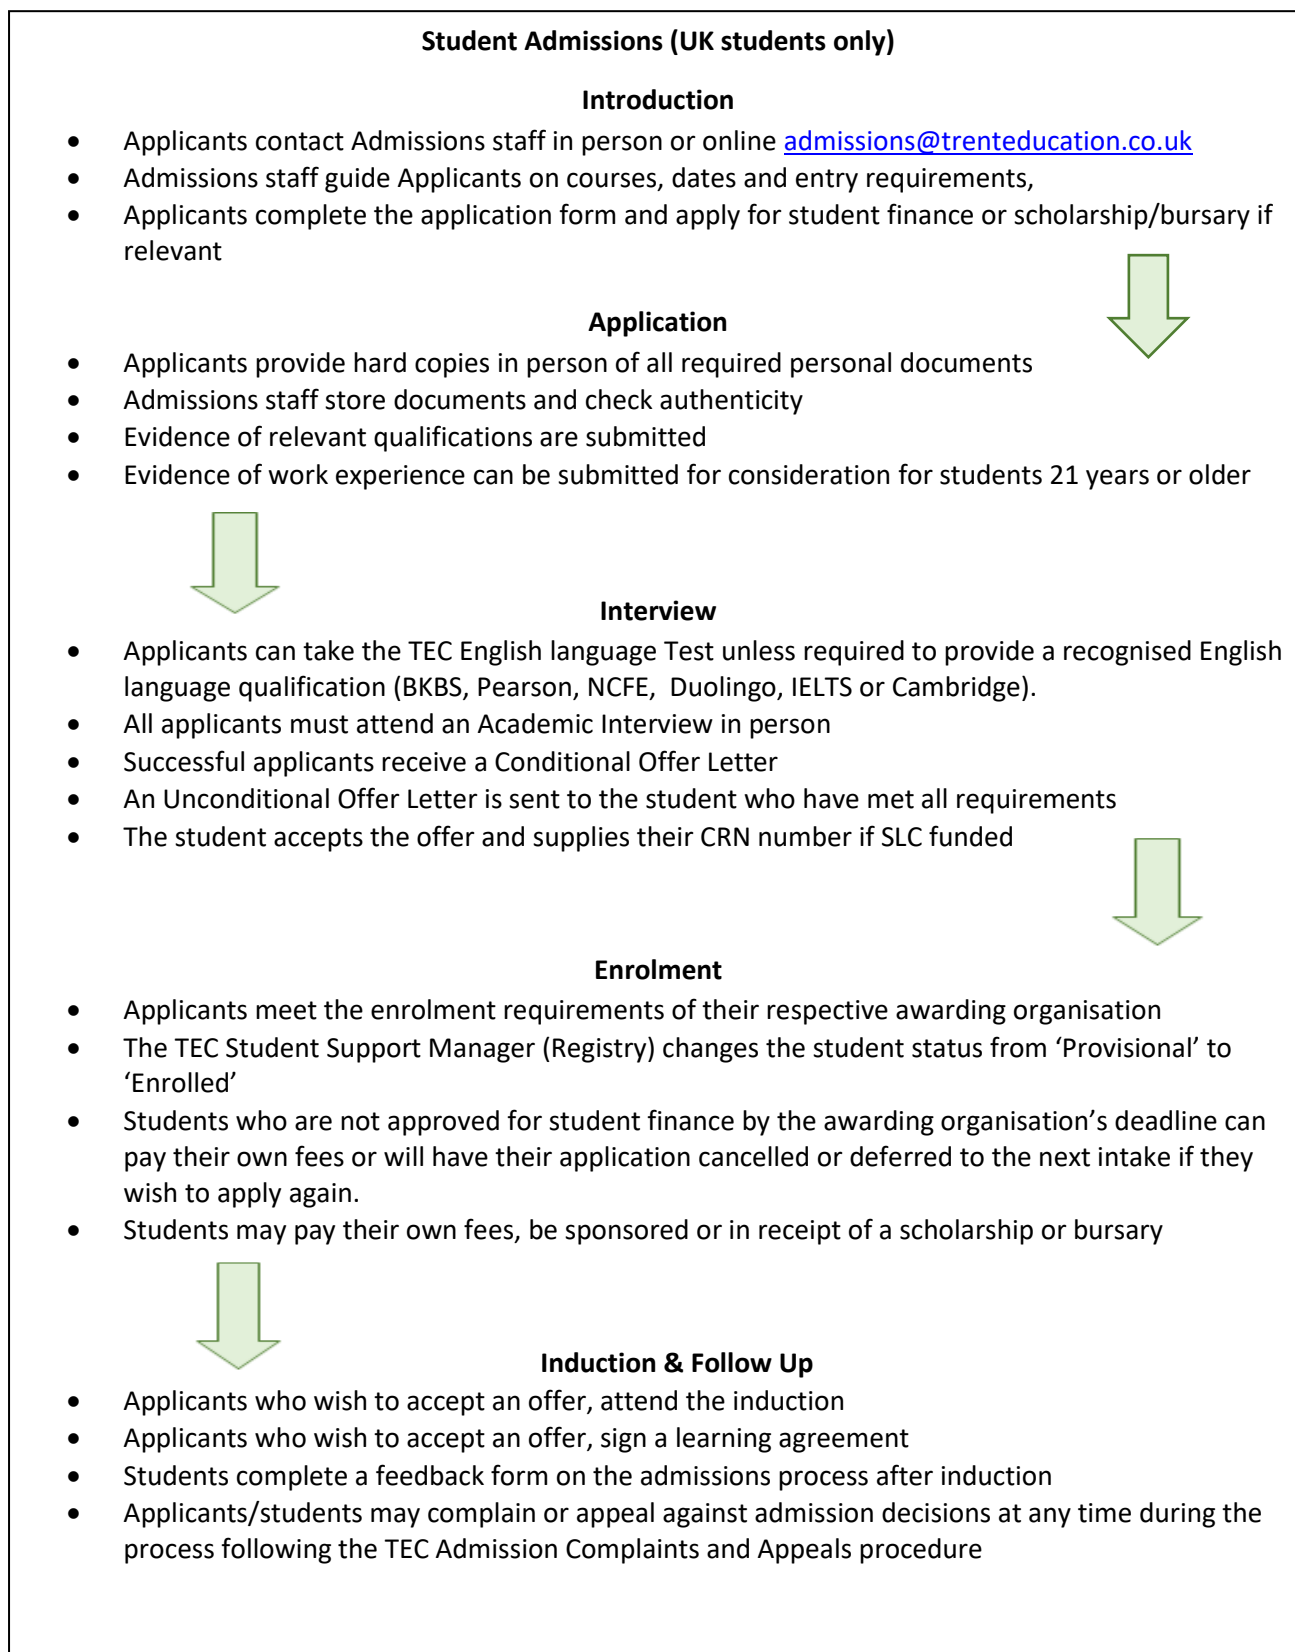 Student Admissions (UK students only)
Introduction
• Applicants contact Admissions staff in person or online admissions@trenteducation.co.uk
• Admissions staff guide Applicants on courses, dates and entry requirements,
• Applicants complete the application form and apply for student finance or scholarship/bursary if
relevant
Application
• Applicants provide hard copies in person of all required personal documents
• Admissions staff store documents and check authenticity
• Evidence of relevant qualifications are submitted
• Evidence of work experience can be submitted for consideration for students 21 years or older
Interview
• Applicants can take the TEC English language Test unless required to provide a recognised English
language qualification (BKBS, Pearson, NCFE, Duolingo, IELTS or Cambridge).
• All applicants must attend an Academic Interview in person
• Successful applicants receive a Conditional Offer Letter
• An Unconditional Offer Letter is sent to the student who have met all requirements
• The student accepts the offer and supplies their CRN number if SLC funded
Enrolment
• Applicants meet the enrolment requirements of their respective awarding organisation
• The TEC Student Support Manager (Registry) changes the student status from ‘Provisional’ to
‘Enrolled’
• Students who are not approved for student finance by the awarding organisation’s deadline can
pay their own fees or will have their application cancelled or deferred to the next intake if they
wish to apply again.
• Students may pay their own fees, be sponsored or in receipt of a scholarship or bursary
Induction & Follow Up
• Applicants who wish to accept an offer, attend the induction
• Applicants who wish to accept an offer, sign a learning agreement
• Students complete a feedback form on the admissions process after induction
• Applicants/students may complain or appeal against admission decisions at any time during the
process following the TEC Admission Complaints and Appeals procedure